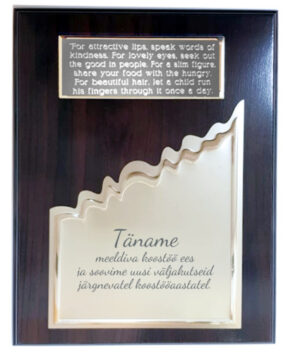 "For attractive lips, speak words of
kindness. For lovely eyes, seek out
the good in people. For a slim figure,
share your food with the hungry.
For beautiful hair, let a child run
his fingers through it once a day.
Täname
meeldiva koostöö ees
ja soovime uusi väljakutseid
järgnevatel koostööaastatel.